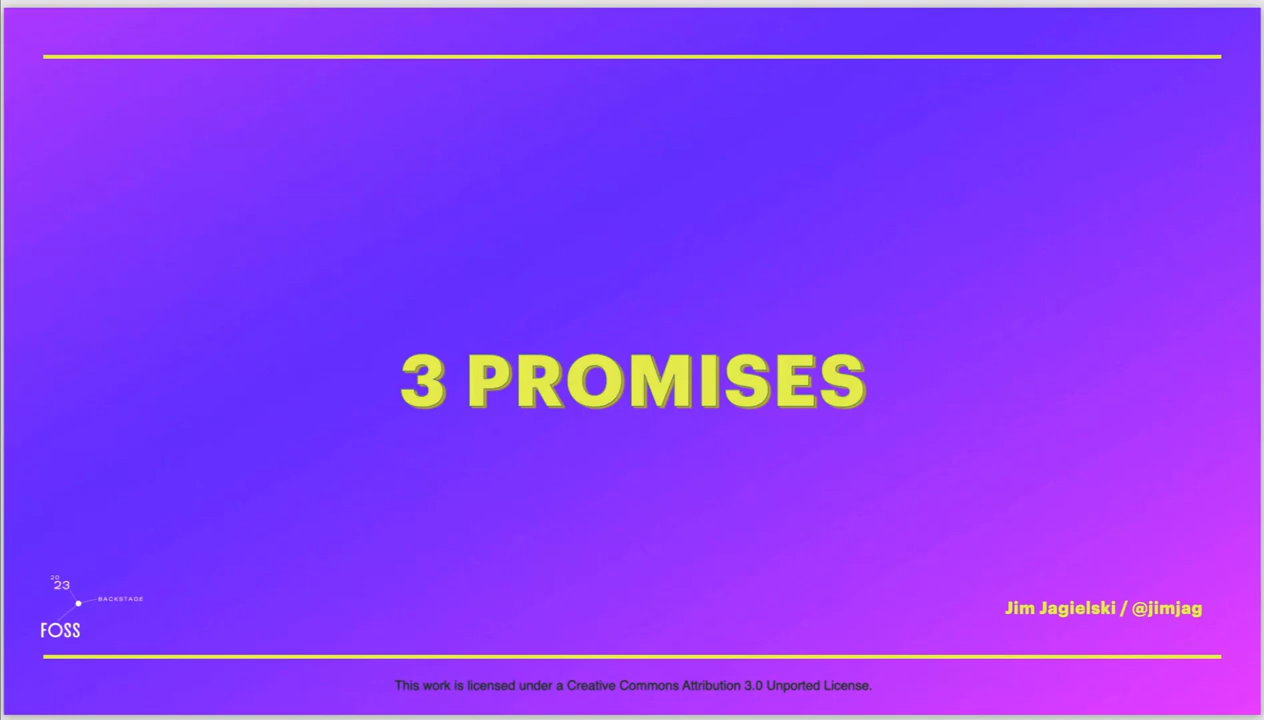 3 PROMISES
20
23
BACKSTAGE
FOSS
Jim Jagielski / @jimjag
This work is licensed under a Creative Commons Attribution 3.0 Unported License.